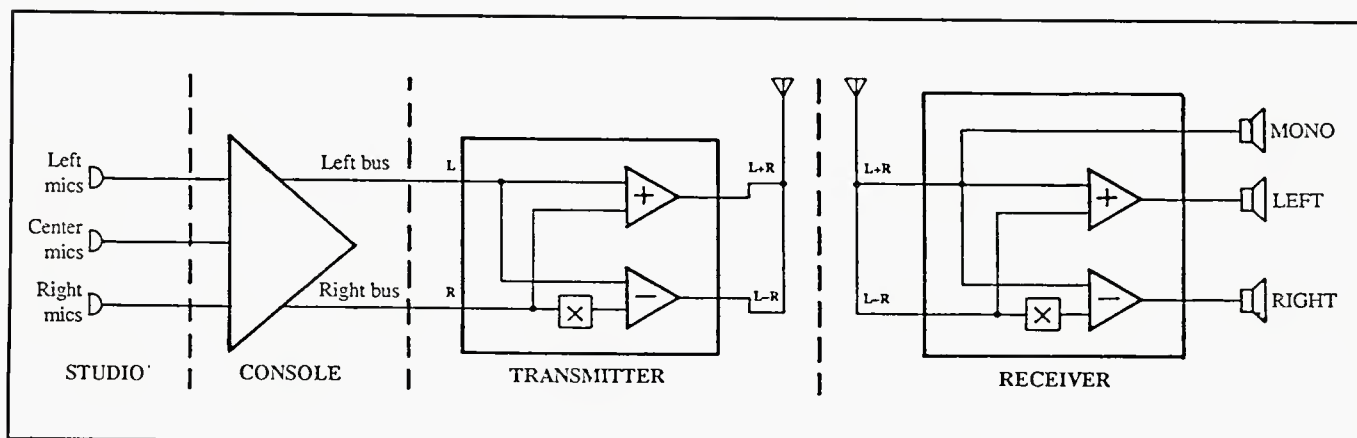 Left
mics
Center
mics
Right
mics
STUDIO
Left bus
Right bus
CONSOLE
L
R
+
−
×
L+R
L−R
TRANSMITTER
L+R
L−R
+
−
×
RECEIVER
MONO
LEFT
RIGHT